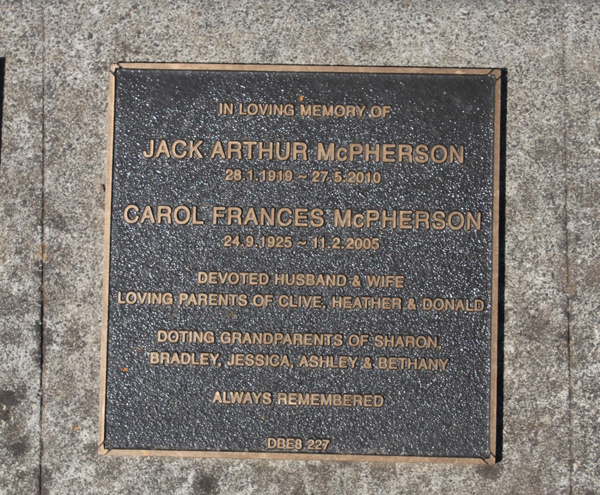 IN LOVING MEMORY OF
JACK ARTHUR McPHERSON
28.1.1919 ~ 27.5.2010
CAROL FRANCES McPHERSON
24.9.1925 ~ 11.2.2005
DEVOTED HUSBAND & WIFE
LOVING PARENTS OF CLIVE, HEATHER & DONALD
DOTING GRANDPARENTS OF SHARON,
BRADLEY, JESSICA, ASHLEY & BETHANY
ALWAYS REMEMBERED
DBE8 227